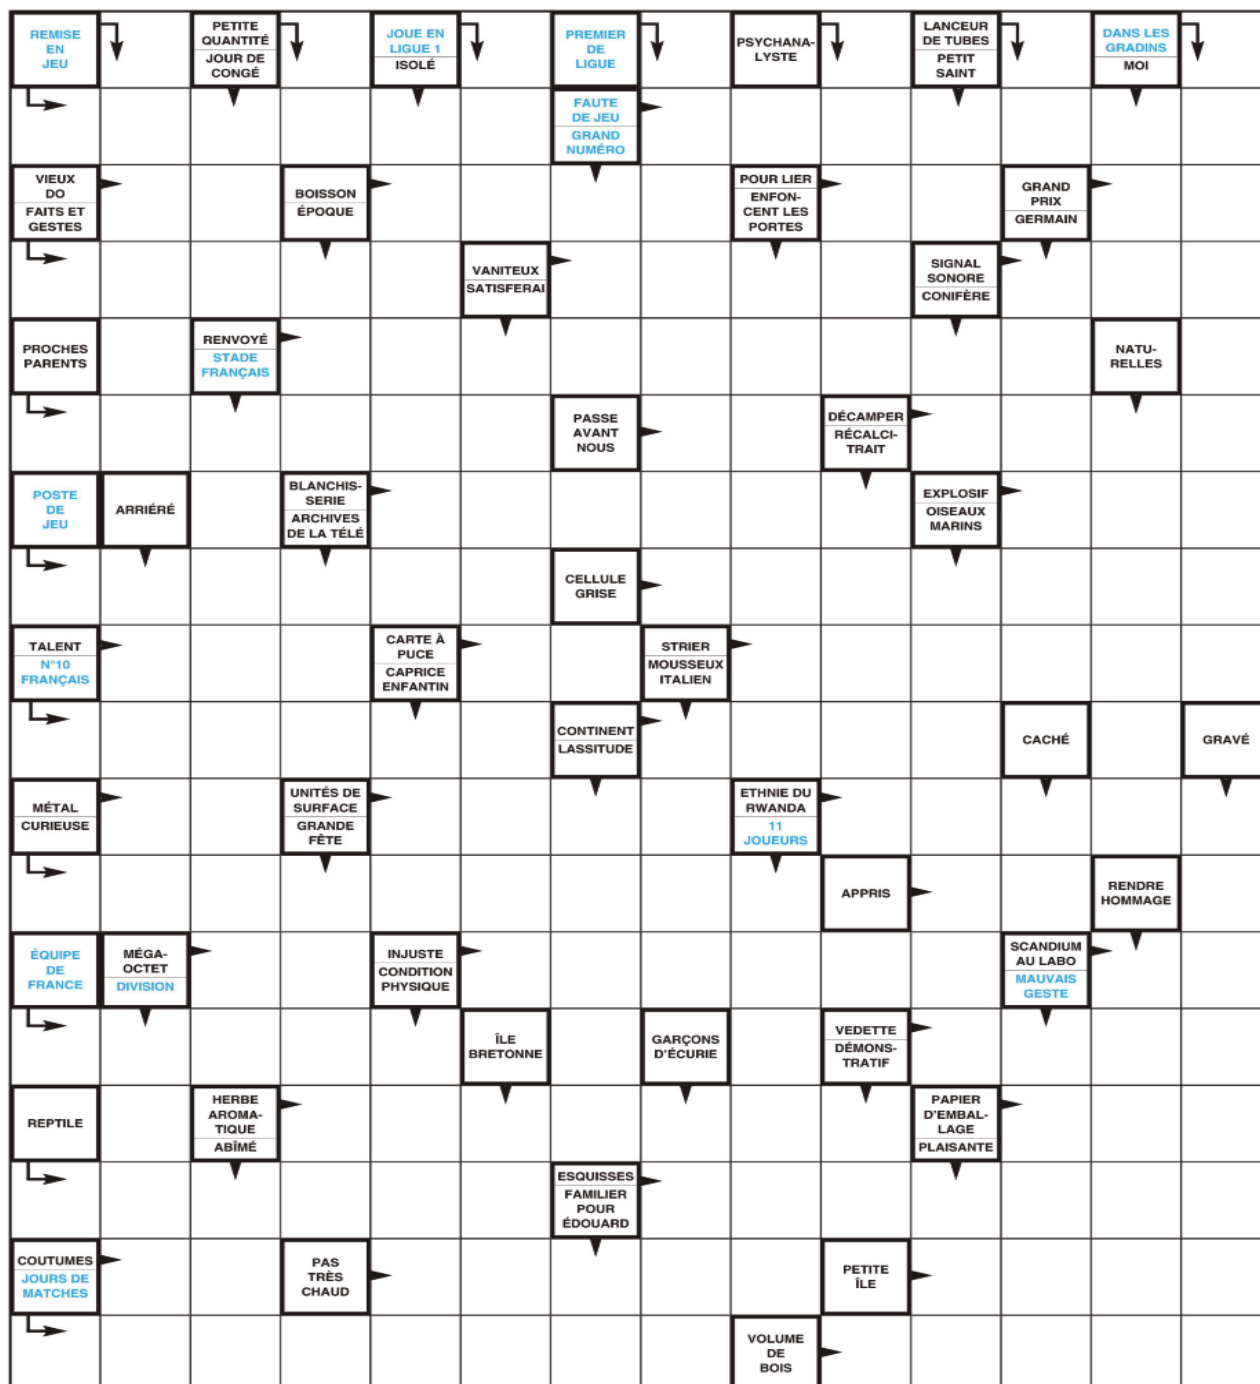 REMISE
EN
JEU
PETITE
QUANTITÉ
JOUR DE
CONGÉ
JOUE EN
LIGUE 1
ISOLÉ
PREMIER
DE
LIGUE
PSYCHANA-
LYSTE
LANCEUR
DE TUBES
PETIT
SAINT
DANS LES
GRADINS
MOI
FAUTE
DE JEU
GRAND
NUMÉRO
VIEUX
DO
FAITS ET
GESTES
BOISSON
ÉPOQUE
POUR LIER
ENFON-
CENT LES
PORTES
GRAND
PRIX
GERMAIN
VANITEUX
SATISFERAI
SIGNAL
SONORE
CONIFÈRE
PROCHES
PARENTS
RENVOYÉ
STADE
FRANÇAIS
NATU-
RELLES
PASSE
AVANT
NOUS
DÉCAMPER
RÉCALCI-
TRAIT
POSTE
DE
JEU
ARRIÉRÉ
BLANCHIS-
SERIE
ARCHIVES
DE LA TÉLÉ
EXPLOSIF
OISEAUX
MARINS
CELLULE
GRISE
TALENT
N°10
FRANÇAIS
CARTE À
PUCE
CAPRICE
ENFANTIN
STRIER
MOUSSEUX
ITALIEN
CONTINENT
LASSITUDE
CACHÉ
GRAVÉ
MÉTAL
CURIEUSE
UNITÉS DE
SURFACE
GRANDE
FÊTE
ETHNIE DU
RWANDA
11
JOUEURS
APPRIS
RENDRE
HOMMAGE
ÉQUIPE
DE
FRANCE
MÉGA-
OCTET
DIVISION
INJUSTE
CONDITION
PHYSIQUE
SCANDIUM
AU LABO
MAUVAIS
GESTE
ÎLE
BRETONNE
GARÇONS
D'ÉCURIE
VEDETTE
DÉMONS-
TRATIF
REPTILE
HERBE
AROMA-
TIQUE
ABÎMÉ
PAPIER
D'EMBAL-
LAGE
PLAISANTE
ESQUISSES
FAMILIER
POUR
ÉDOUARD
COUTUMES
JOURS DE
MATCHES
PAS
TRÈS
CHAUD
PETITE
ÎLE
VOLUME
DE
BOIS